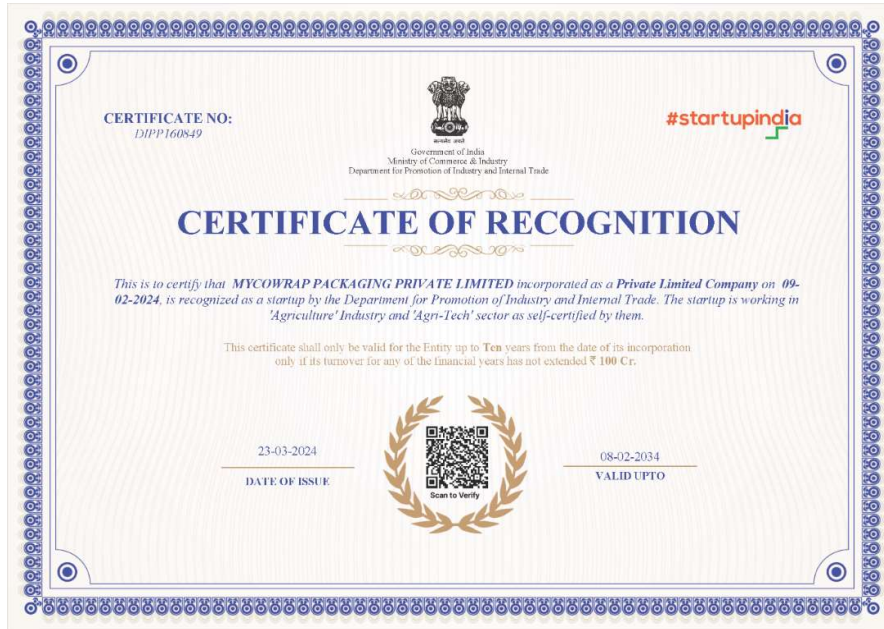 CERTIFICATE NO:
DIPP160849
#startupindia
सत्यमेव जयते
Government of India
Ministry of Commerce & Industry
Department for Promotion of Industry and Internal Trade
CERTIFICATE OF RECOGNITION
This is to certify that MYCOWRAP PACKAGING PRIVATE LIMITED incorporated as a Private Limited Company on 09-
02-2024, is recognized as a startup by the Department for Promotion of Industry and Internal Trade. The startup is working in
'Agriculture' Industry and 'Agri-Tech' sector as self-certified by them.
This certificate shall only be valid for the Entity up to Ten years from the date of its incorporation
only if its turnover for any of the financial years has not extended ₹ 100 Cr.
23-03-2024
DATE OF ISSUE
Scan to Verify
08-02-2034
VALID UPTO